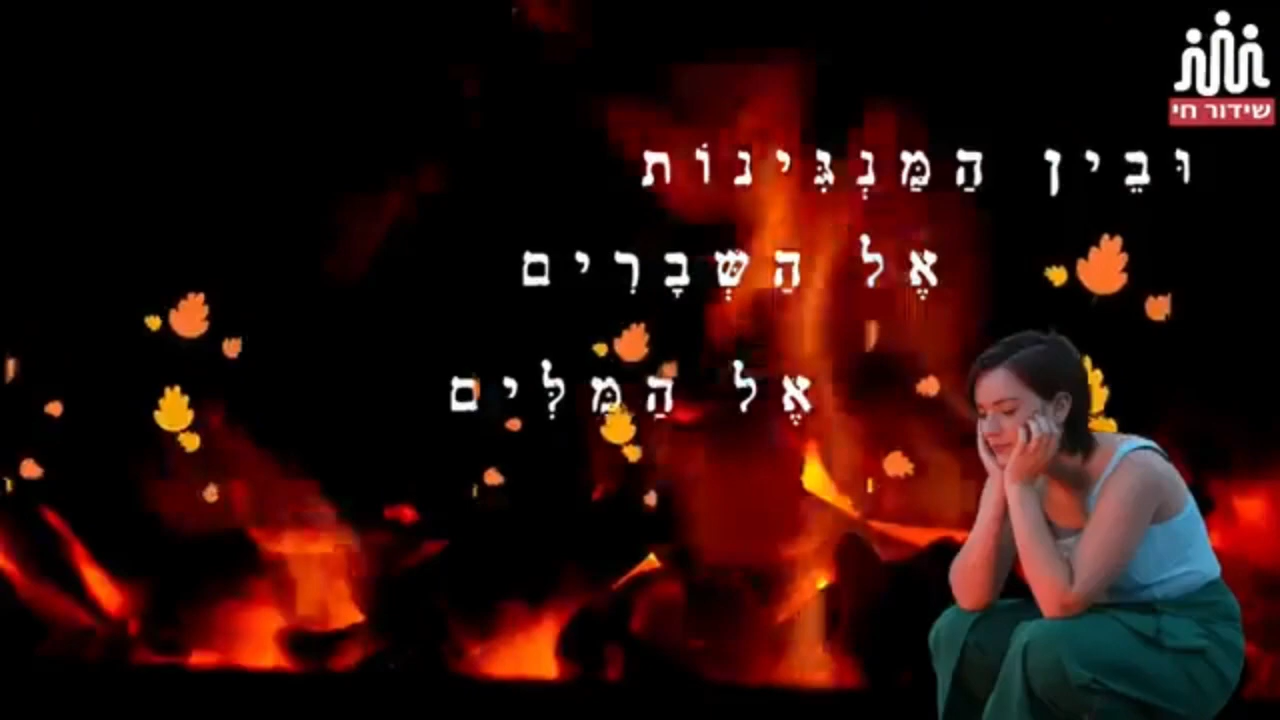 שידור חי
וּבֵין הַמַּנְגִּינוֹת
אֶל הַשְּׁבָרִים
אֶל הַמִּלִּים